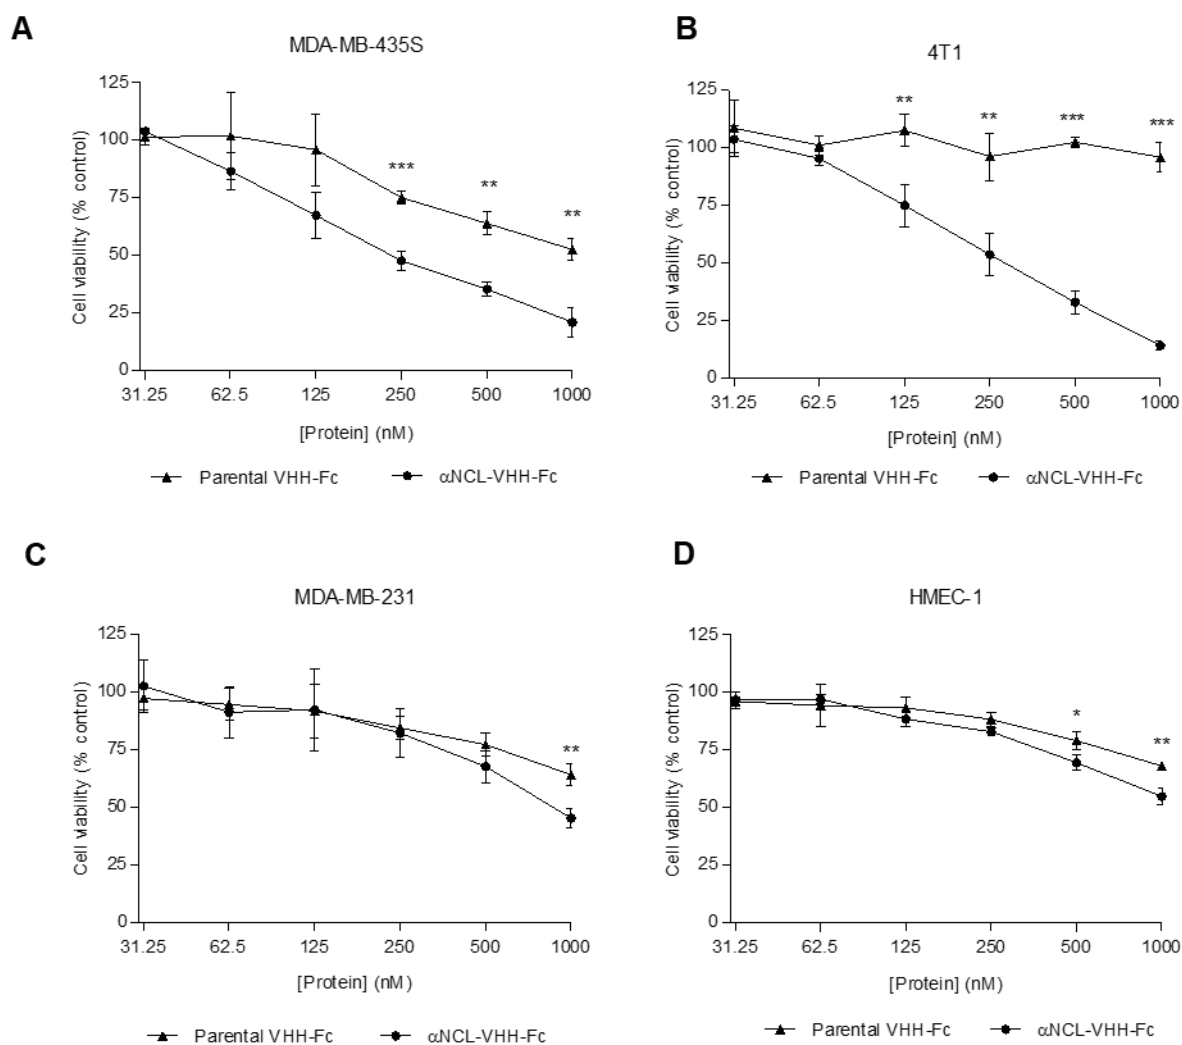 A
MDA-MB-435S
Cell viability (% control)
125
100
75
50
25
0
***
**
**
31.25 62.5 125 250 500 1000
[Protein] (nM)
Parental VHH-Fc αNCL-VHH-Fc
B
4T1
Cell viability (% control)
125
100
75
50
25
0
**
**
***
***
31.25 62.5 125 250 500 1000
[Protein] (nM)
Parental VHH-Fc αNCL-VHH-Fc
C
MDA-MB-231
Cell viability (% control)
125
100
75
50
25
0
**
31.25 62.5 125 250 500 1000
[Protein] (nM)
Parental VHH-Fc αNCL-VHH-Fc
D
HMEC-1
Cell viability (% control)
125
100
75
50
25
0
*
**
31.25 62.5 125 250 500 1000
[Protein] (nM)
Parental VHH-Fc αNCL-VHH-Fc